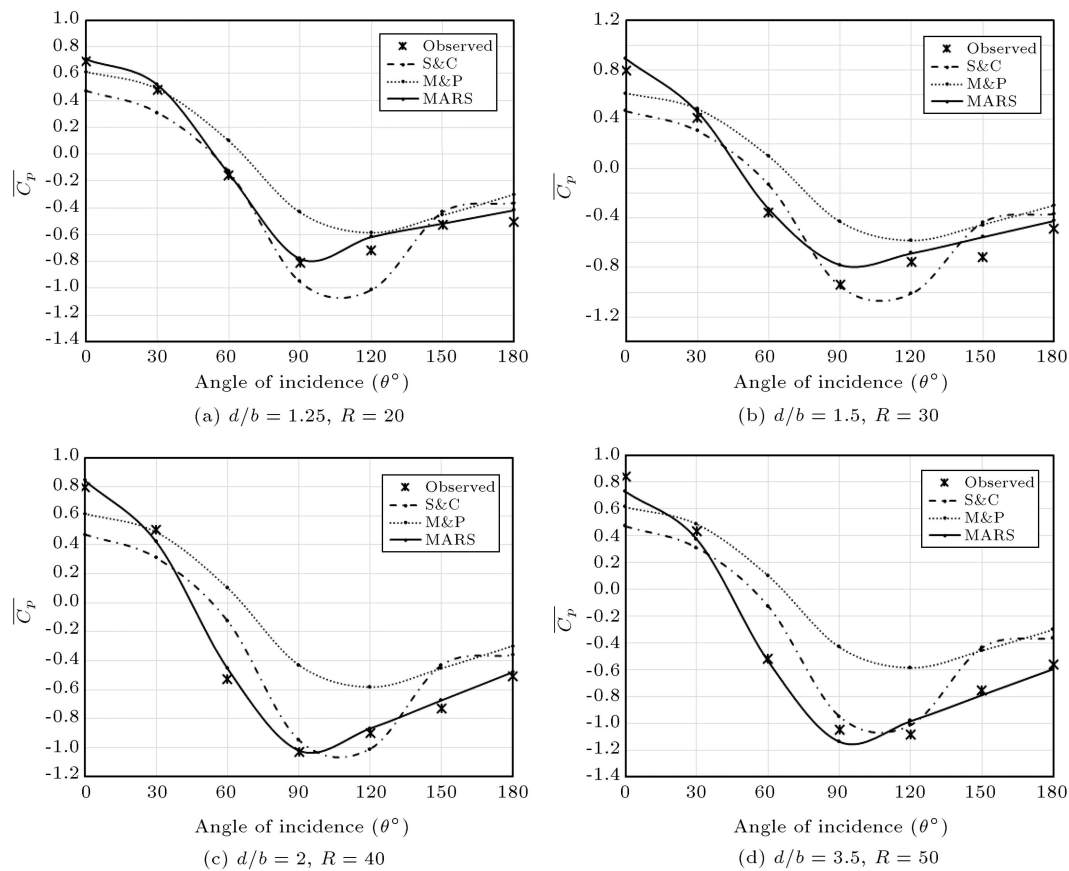 1.0
0.8
0.6
0.4
0.2
0.0
-0.2
-0.4
-0.6
-0.8
-1.0
-1.2
-1.4
C_p
Observed
S&C
M&P
MARS
0 30 60 90 120 150 180
Angle of incidence (θ°)
(a) d/b = 1.25, R = 20
1.2
0.8
0.4
0.0
-0.4
-0.8
-1.2
C_p
Observed
S&C
M&P
MARS
0 30 60 90 120 150 180
Angle of incidence (θ°)
(b) d/b = 1.5, R = 30
1.0
0.8
0.6
0.4
0.2
0.0
-0.2
-0.4
-0.6
-0.8
-1.0
-1.2
C_p
Observed
S&C
M&P
MARS
0 30 60 90 120 150 180
Angle of incidence (θ°)
(c) d/b = 2, R = 40
1.0
0.8
0.6
0.4
0.2
0.0
-0.2
-0.4
-0.6
-0.8
-1.0
-1.2
-1.4
C_p
Observed
S&C
M&P
MARS
0 30 60 90 120 150 180
Angle of incidence (θ°)
(d) d/b = 3.5, R = 50